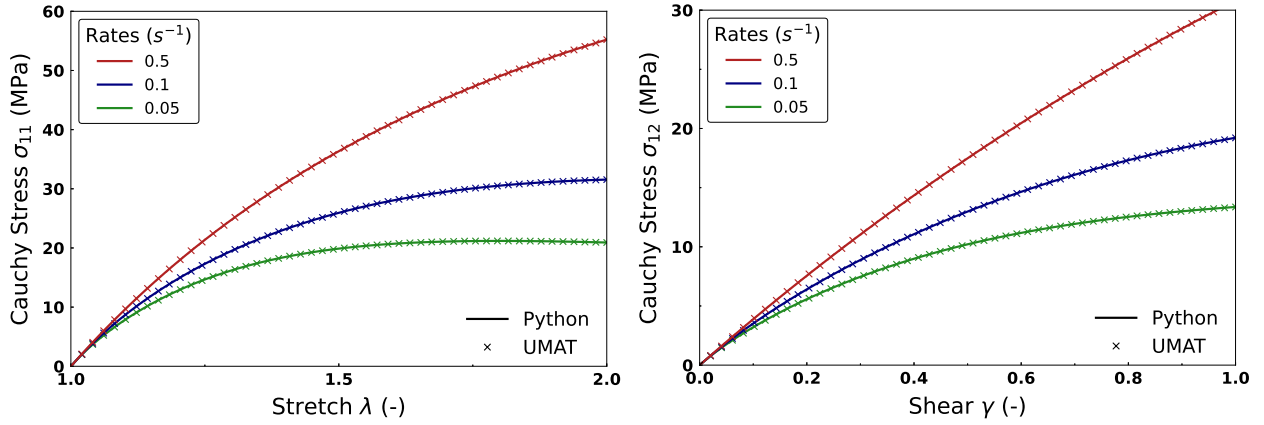 60
50
40
30
20
10
0
1.0
1.5
2.0
Cauchy Stress σ₁₁ (MPa)
Stretch λ (-)
Rates (s⁻¹)
0.5
0.1
0.05
Python
UMAT
30
20
10
0
0.0
0.2
0.4
0.6
0.8
1.0
Cauchy Stress σ₁₂ (MPa)
Shear γ (-)
Rates (s⁻¹)
0.5
0.1
0.05
Python
UMAT